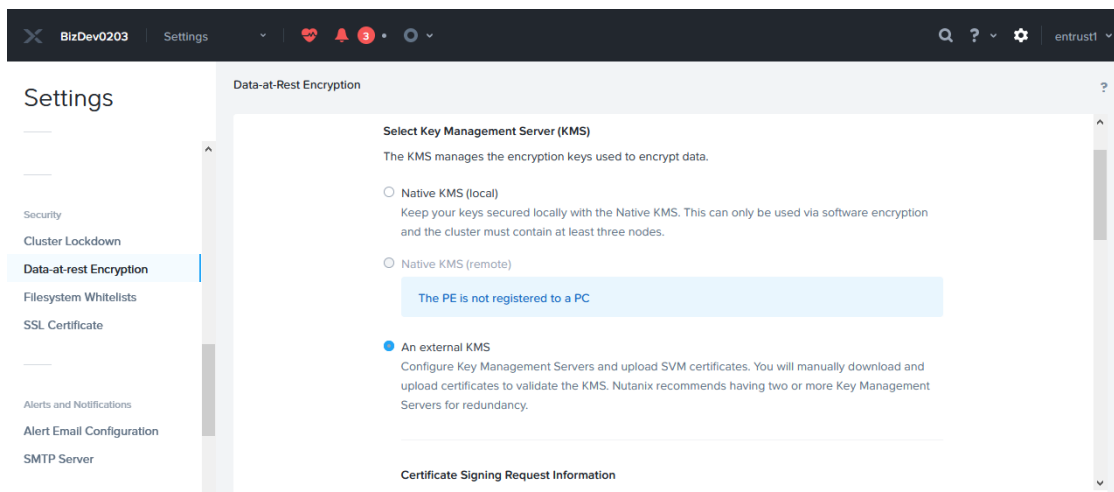 BizDev0203 Settings 3 ? entrust1
Settings
Data-at-Rest Encryption ?
Security
Cluster Lockdown
Data-at-rest Encryption
Filesystem Whitelists
SSL Certificate
Alerts and Notifications
Alert Email Configuration
SMTP Server
Select Key Management Server (KMS)
The KMS manages the encryption keys used to encrypt data.
Native KMS (local)
Keep your keys secured locally with the Native KMS. This can only be used via software encryption
and the cluster must contain at least three nodes.
Native KMS (remote)
The PE is not registered to a PC
An external KMS
Configure Key Management Servers and upload SVM certificates. You will manually download and
upload certificates to validate the KMS. Nutanix recommends having two or more Key Management
Servers for redundancy.
Certificate Signing Request Information